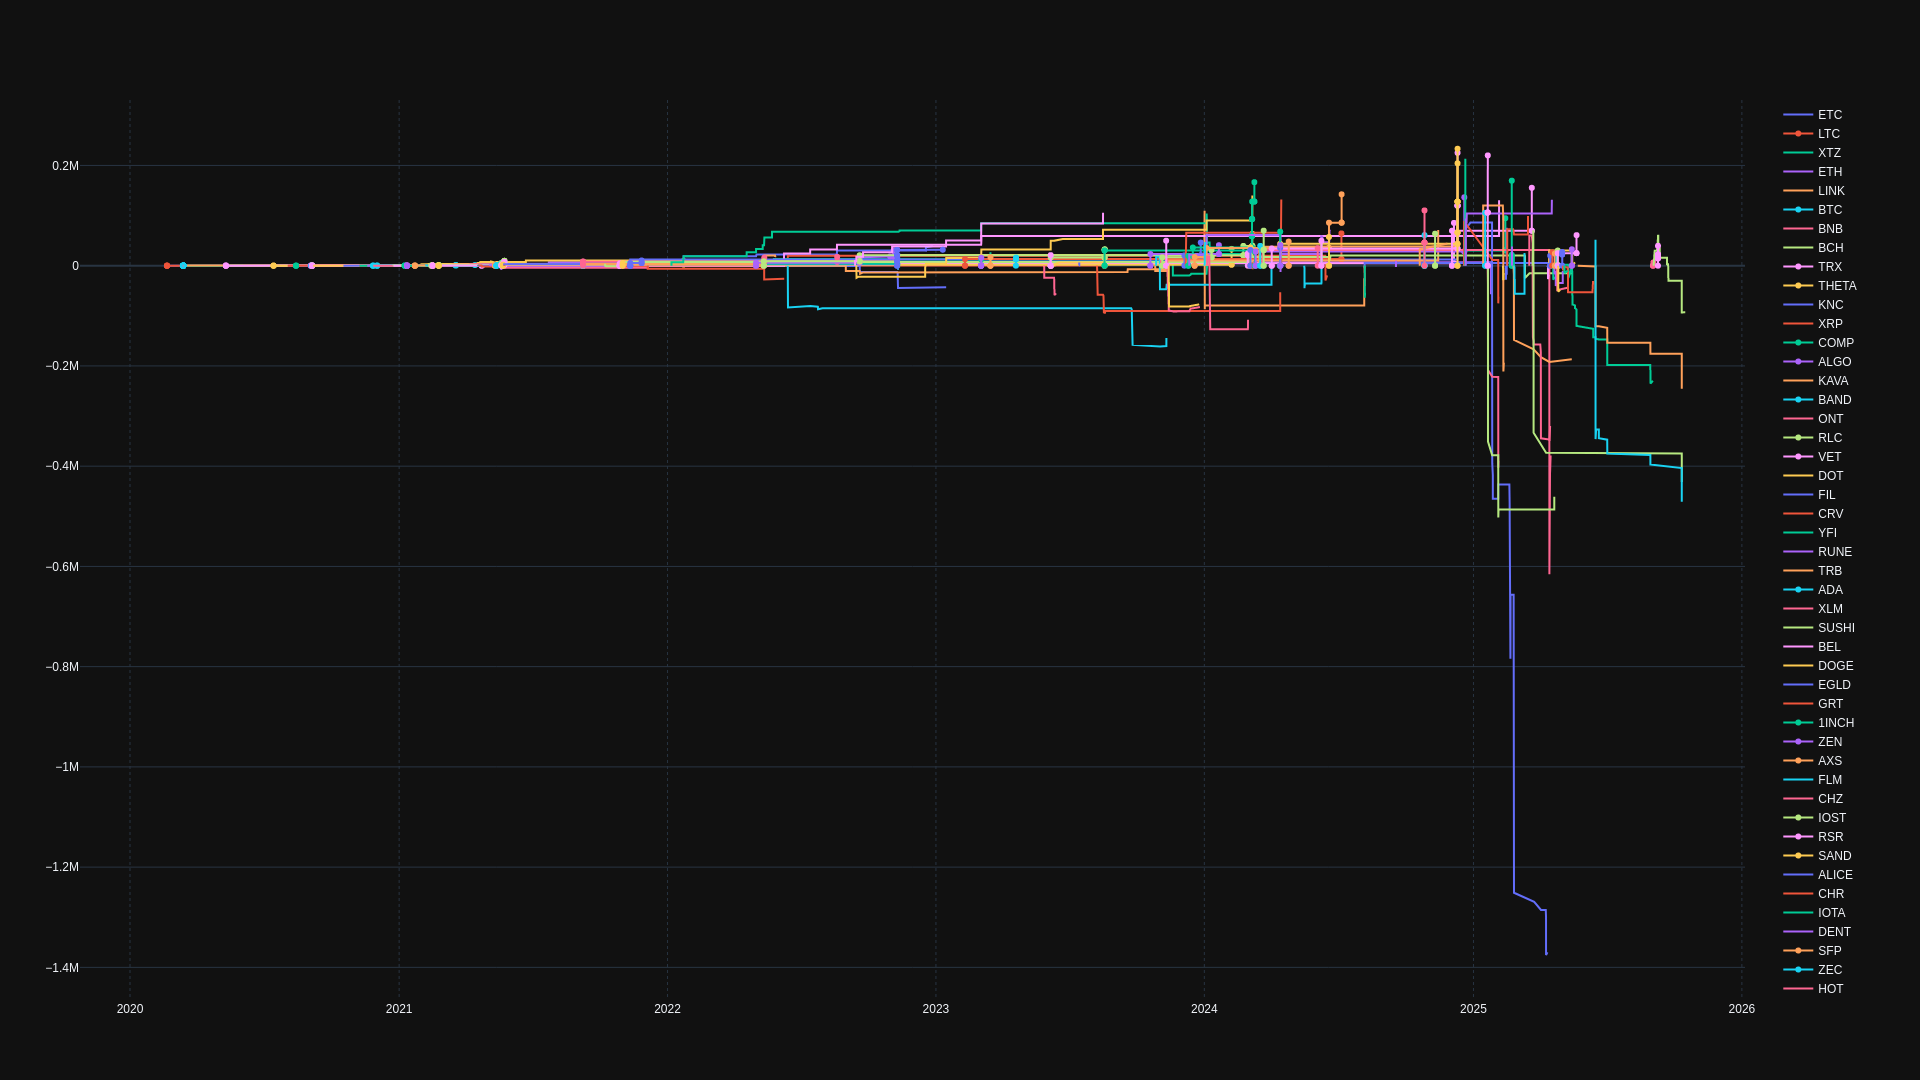 0.2M
0
−0.2M
−0.4M
−0.6M
−0.8M
−1M
−1.2M
−1.4M
2020 2021 2022 2023 2024 2025 2026
ETC
LTC
XTZ
ETH
LINK
BTC
BNB
BCH
TRX
THETA
KNC
XRP
COMP
ALGO
KAVA
BAND
ONT
RLC
VET
DOT
FIL
CRV
YFI
RUNE
TRB
ADA
XLM
SUSHI
BEL
DOGE
EGLD
GRT
1INCH
ZEN
AXS
FLM
CHZ
IOST
RSR
SAND
ALICE
CHR
IOTA
DENT
SFP
ZEC
HOT